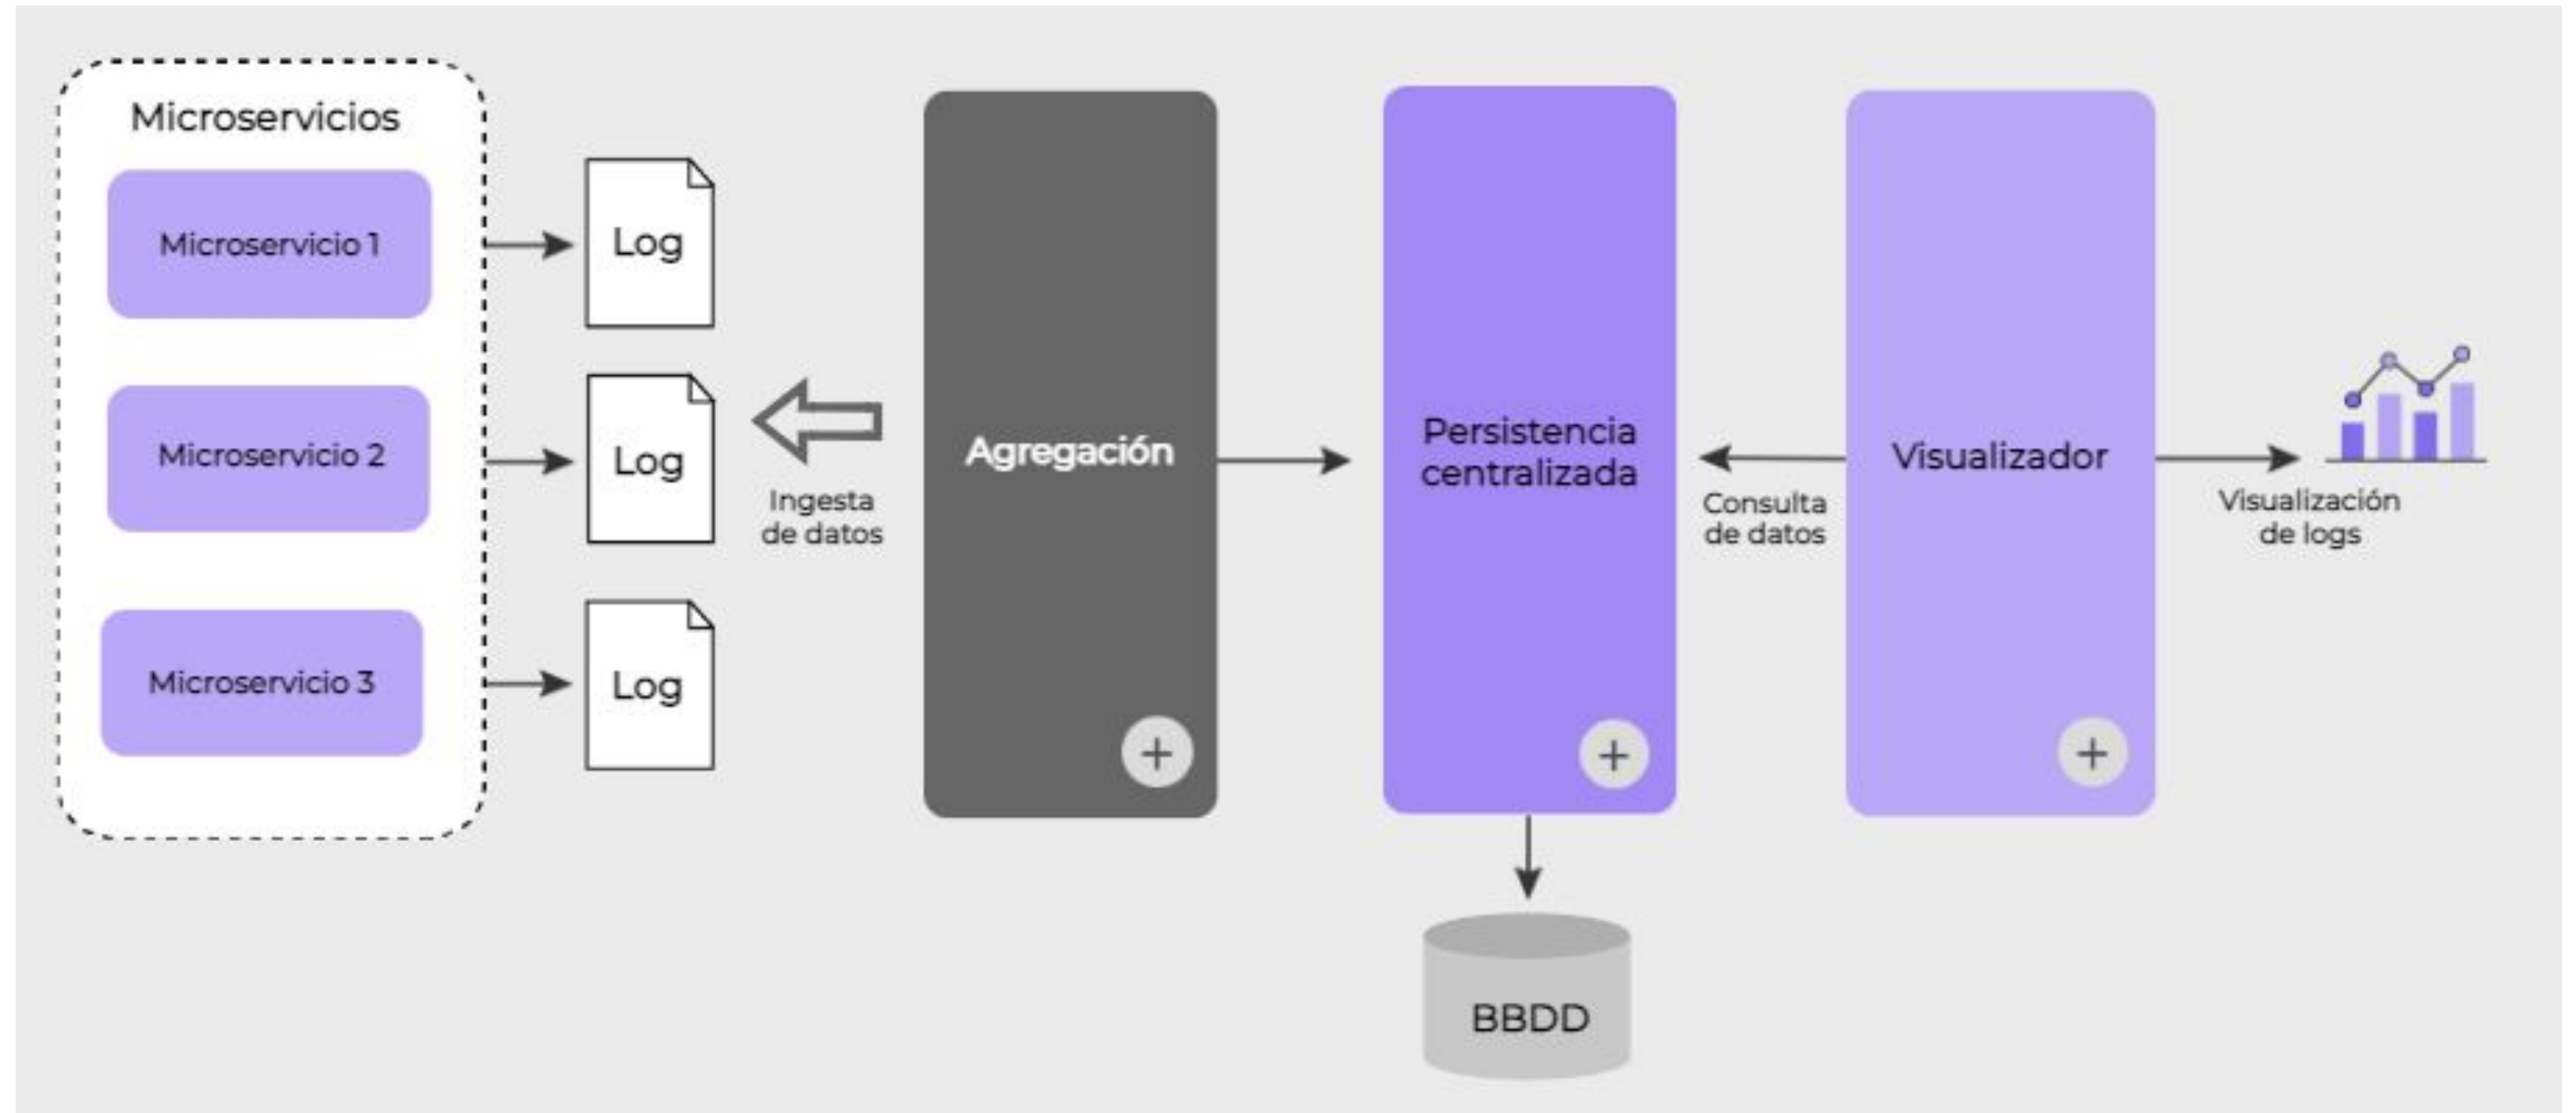 Microservicios
Microservicio 1
Log
Microservicio 2
Log
Microservicio 3
Log
Ingesta
de datos
Agregación
+
Persistencia
centralizada
+
BBDD
Consulta
de datos
Visualizador
+
Visualización
de logs